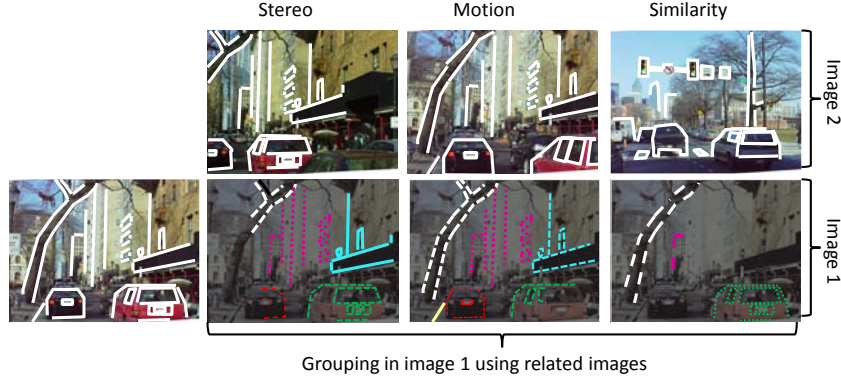 Stereo Motion Similarity
Image 2
Image 1
Grouping in image 1 using related images